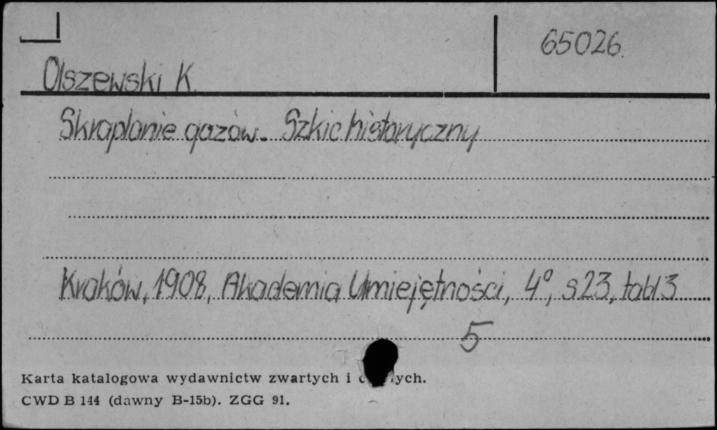 65026.
Olszewski K.
Skraplanie gazów. Szkic historyczny
Kraków, 1908, Akademia Umiejętności, 4°, s 23, tabl 3
5
Karta katalogowa wydawnictw zwartych i
CWD B 144 (dawny B-15b). ZGG 91.